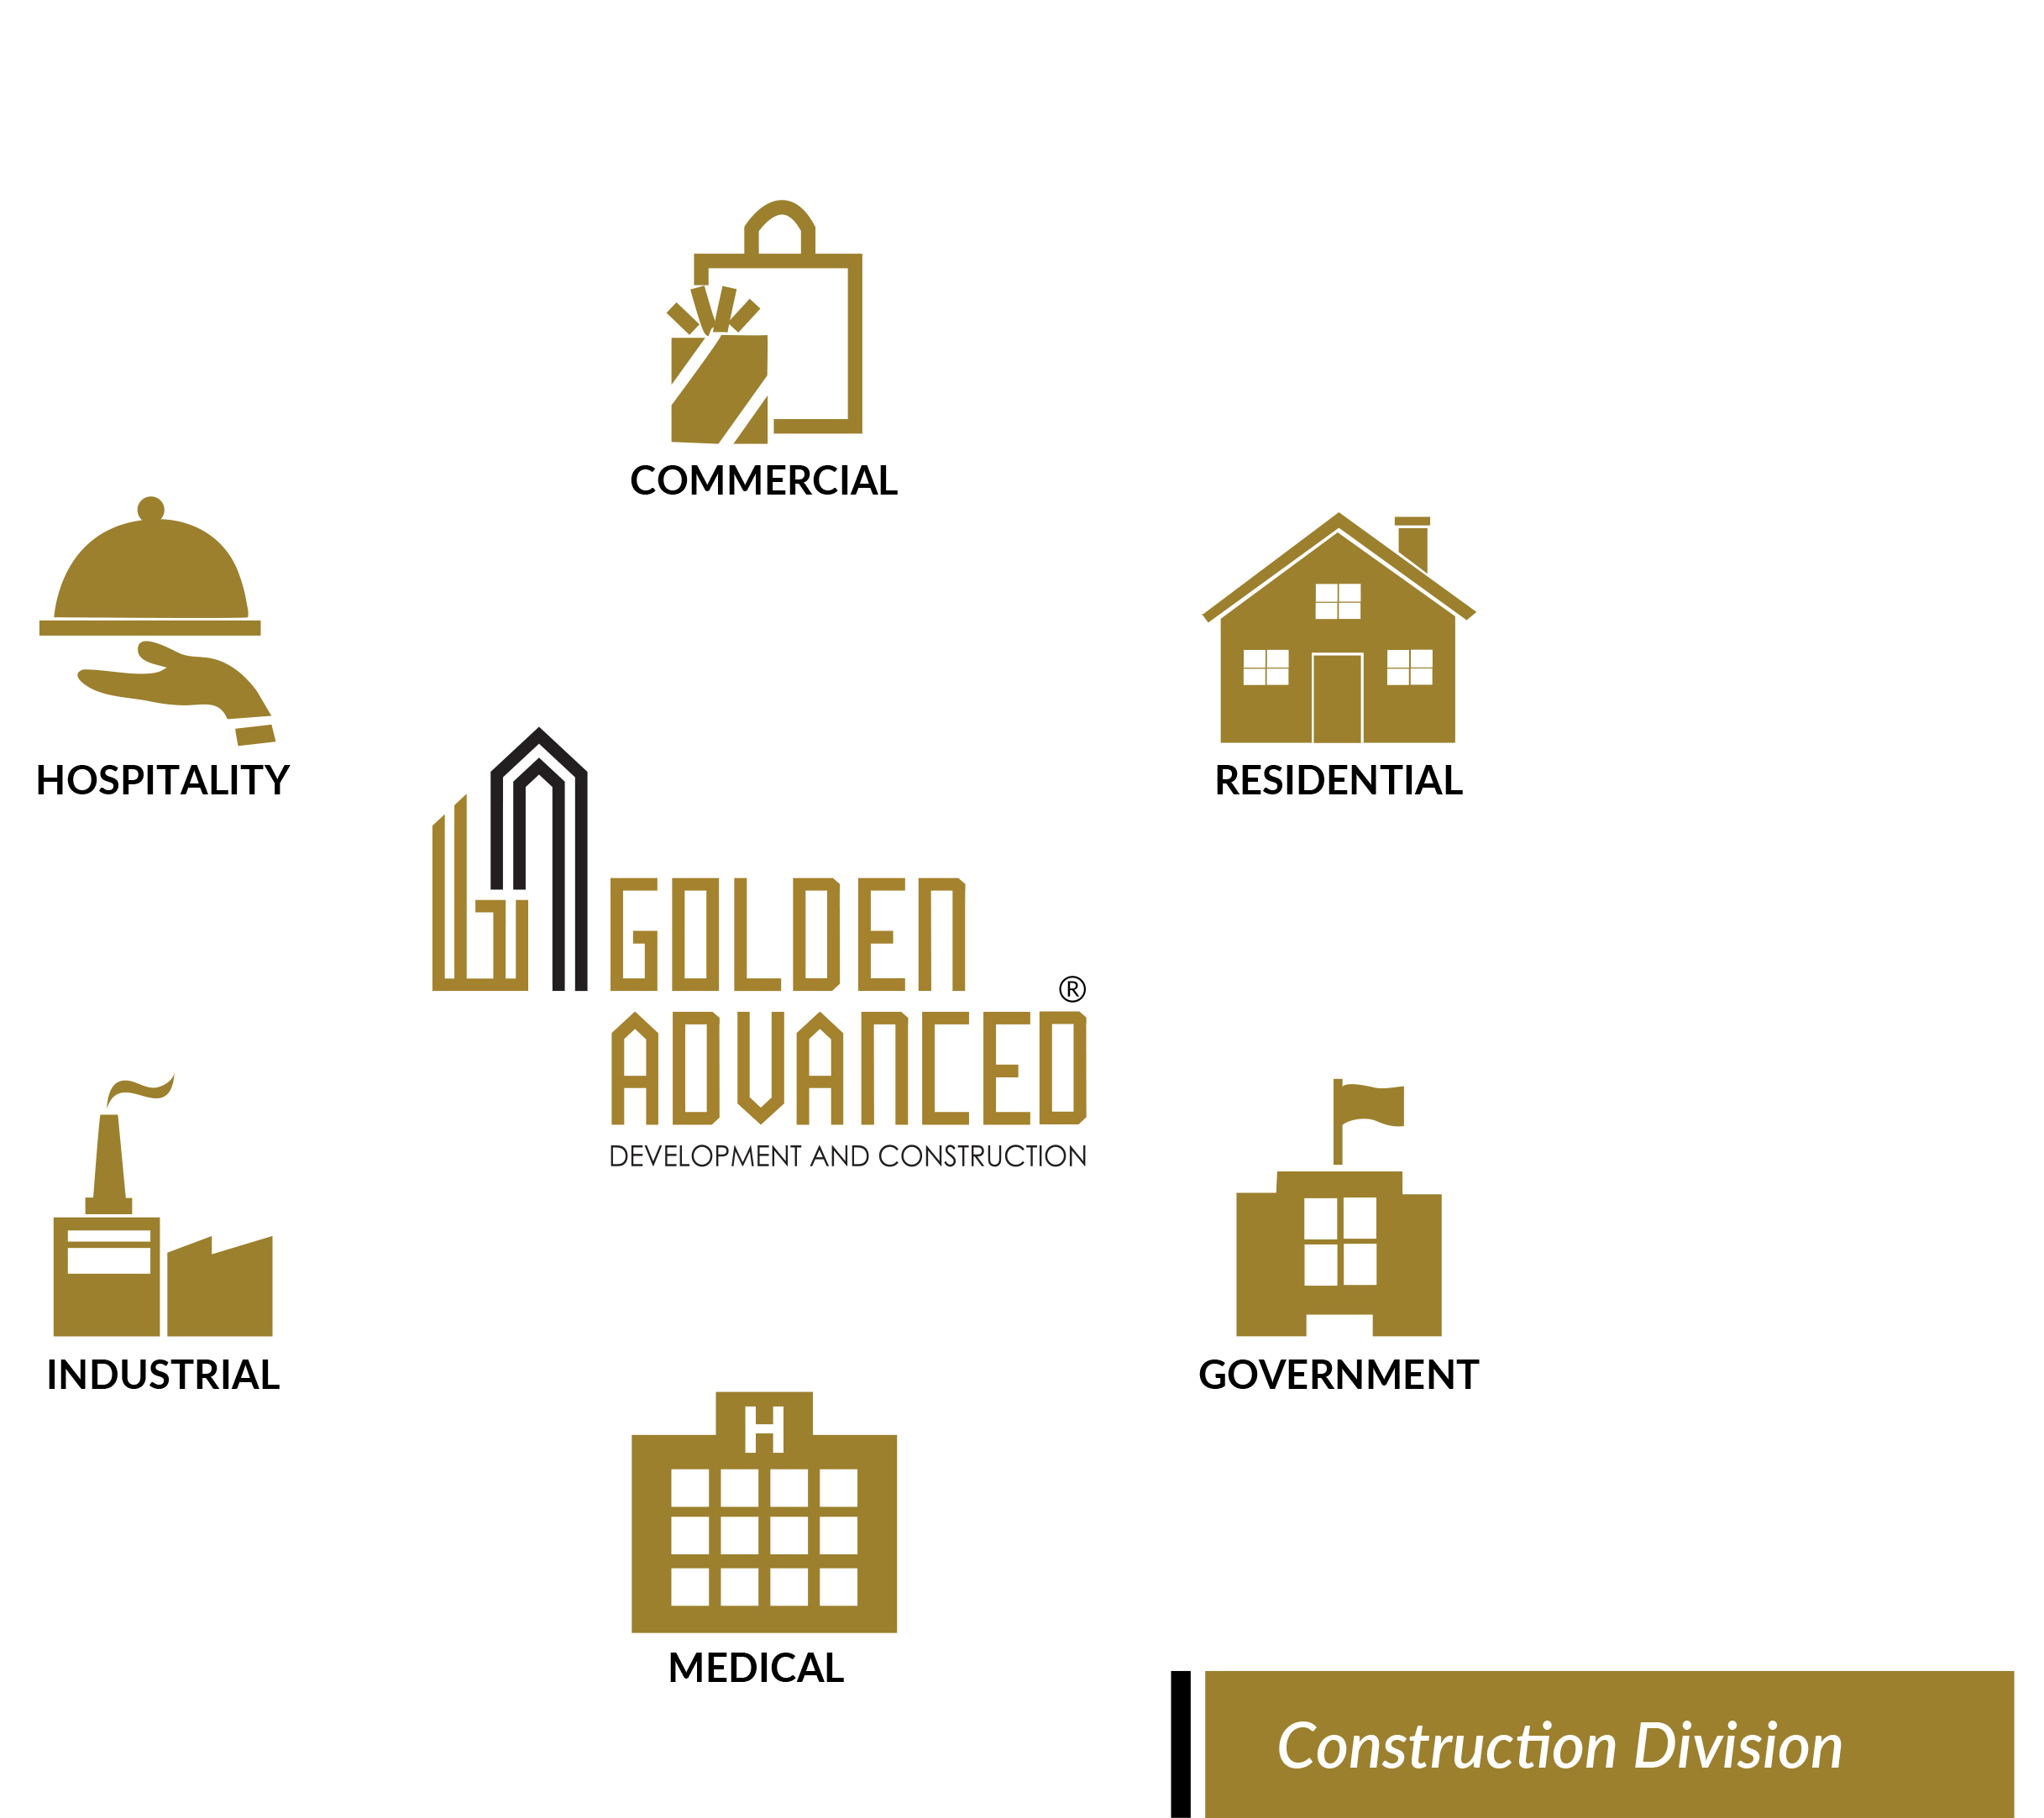 COMMERCIAL
HOSPITALITY
RESIDENTIAL
GOLDEN
ADVANCED®
DEVELOPMENT AND CONSTRUCTION
INDUSTRIAL
GOVERNMENT
H
MEDICAL
Construction Division